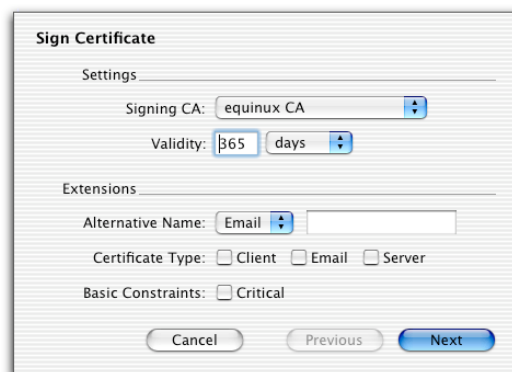 Sign Certificate
Settings
Signing CA: equinux CA
Validity: 365 days
Extensions
Alternative Name: Email
Certificate Type: Client Email Server
Basic Constraints: Critical
Cancel Previous Next